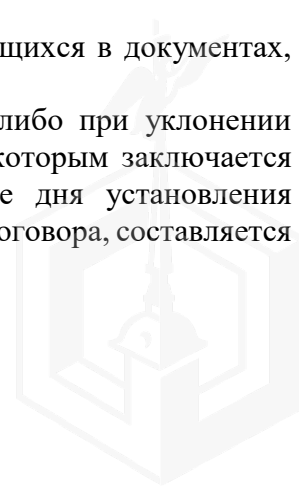 щихся в документах,
либо при уклонении
которым заключается
е дня установления
оговора, составляется